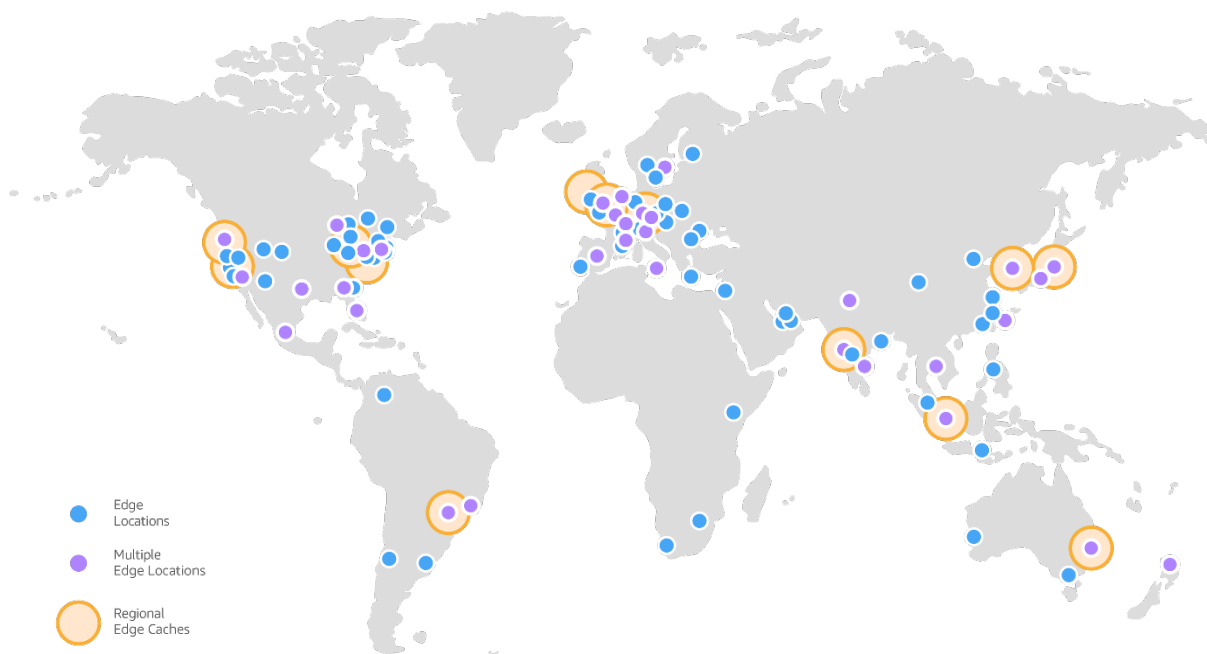 Edge
Locations
Multiple
Edge Locations
Regional
Edge Caches